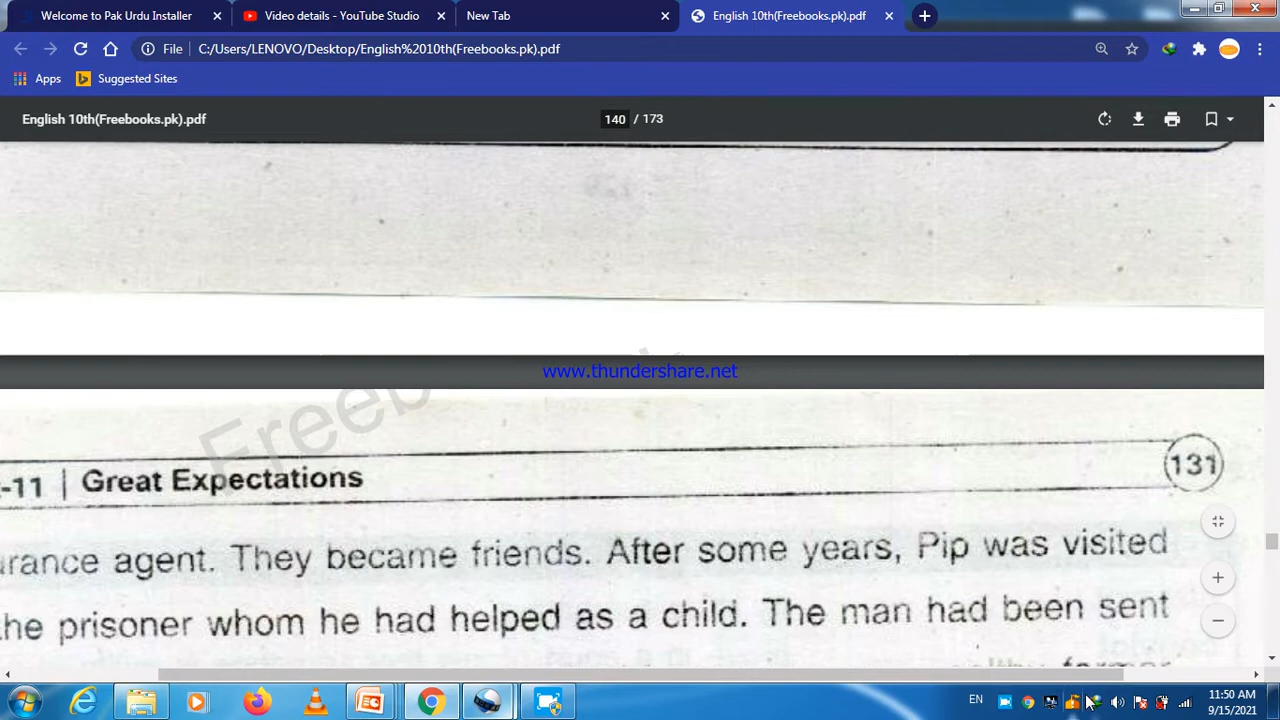 Welcome to Pak Urdu Installer
Video details - YouTube Studio
New Tab
English 10th(Freebooks.pk).pdf
File
C:/Users/LENOVO/Desktop/English%2010th(Freebooks.pk).pdf
Apps
Suggested Sites
English 10th(Freebooks.pk).pdf
140 / 173
www.thundershare.net
Freeb
-11 | Great Expectations
131
urance agent. They became friends. After some years, Pip was visited
he prisoner whom he had helped as a child. The man had been sent
farmer
EN
11:50 AM
9/15/2021